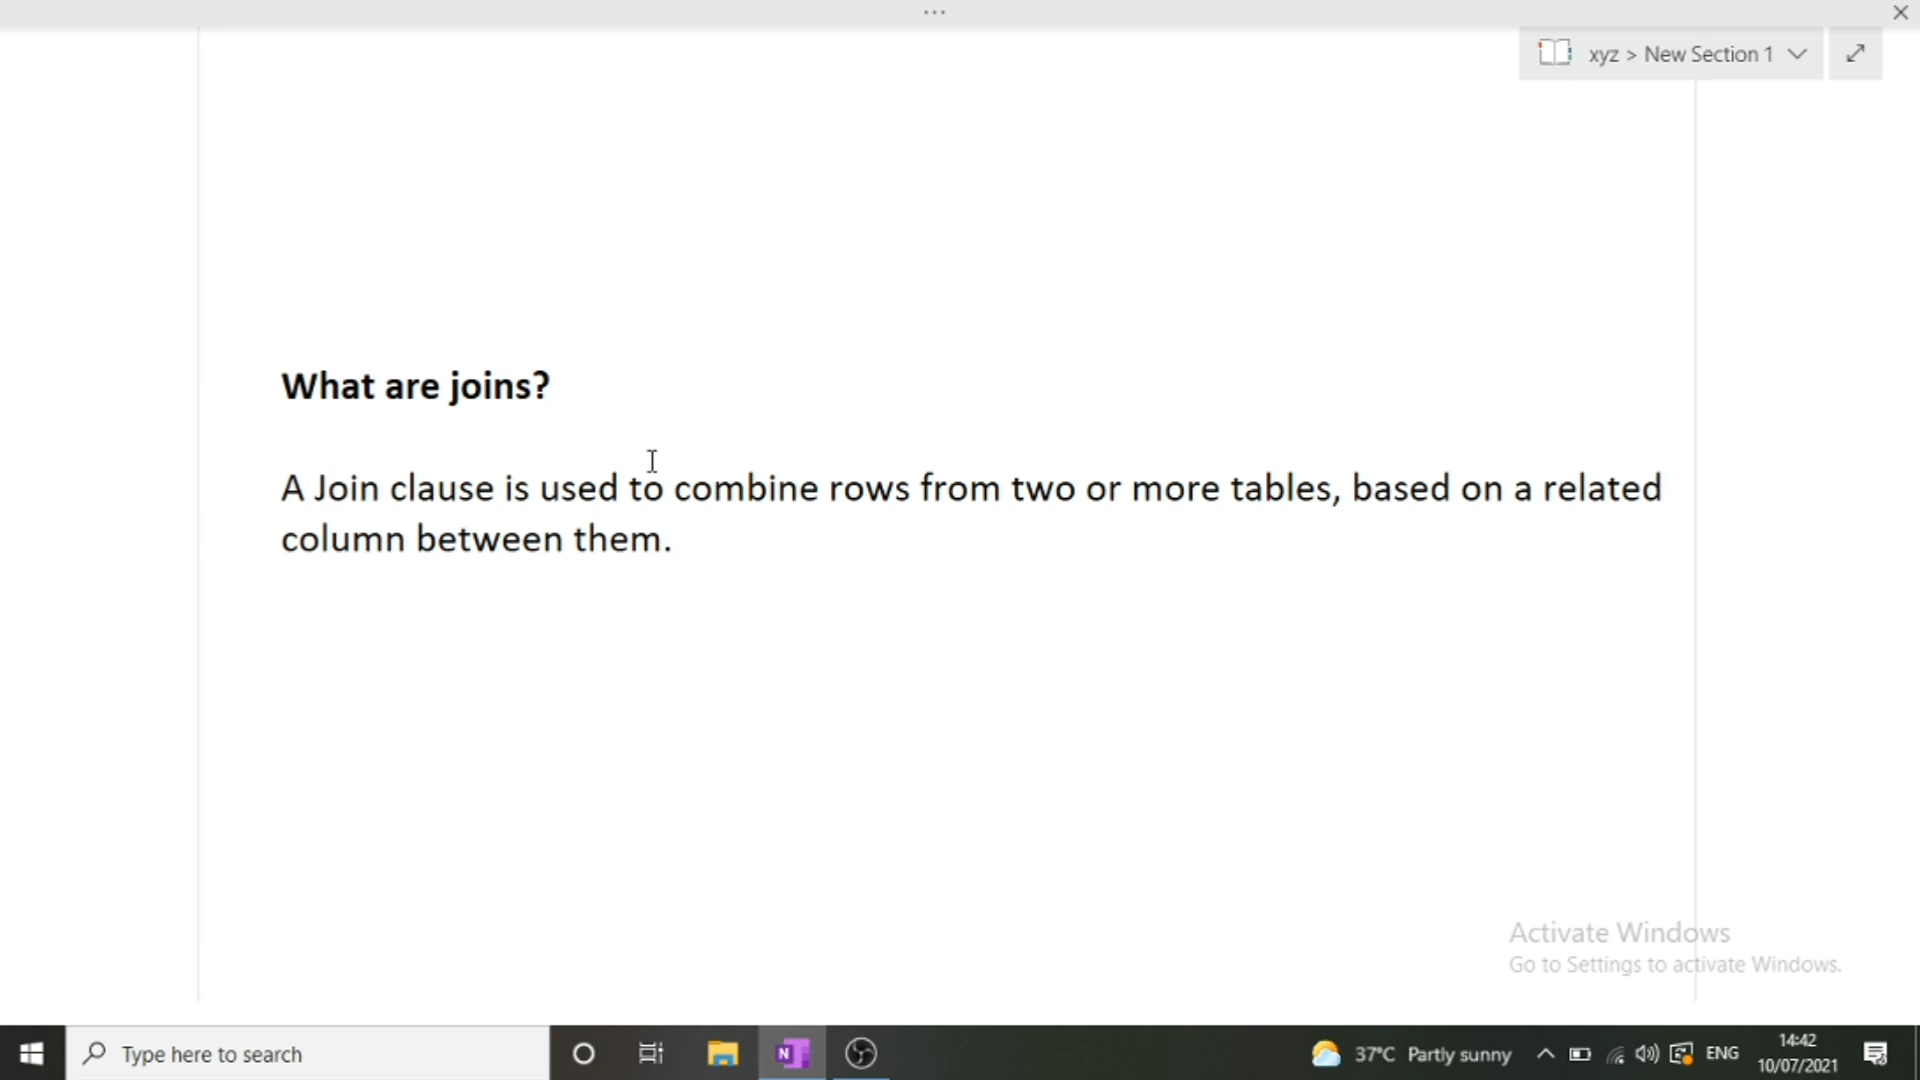 xyz > New Section 1
What are joins?
A Join clause is used to combine rows from two or more tables, based on a related
column between them.
Activate Windows
Go to Settings to activate Windows.
Type here to search
N
37°C Partly sunny
ENG
14:42
10/07/2021